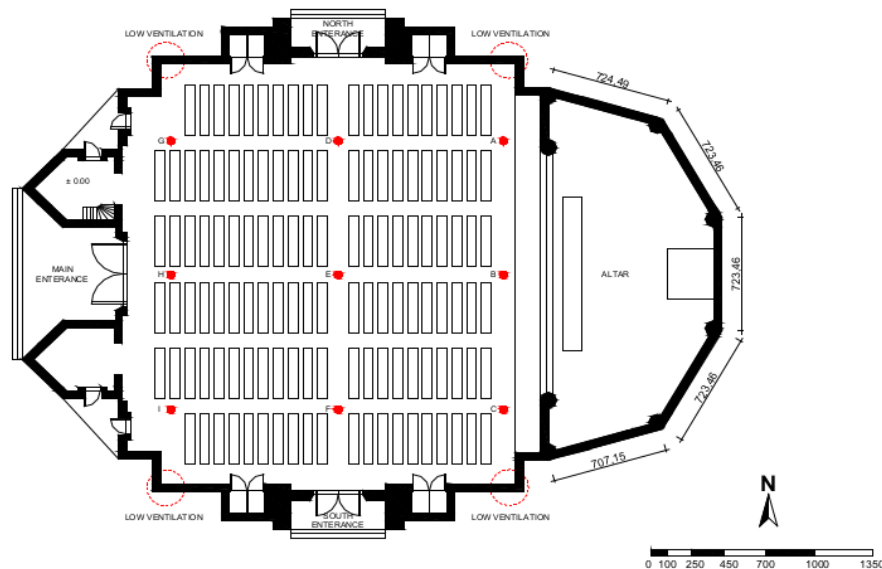 NORTH
LOW VENTILATION
ENTERANCE
LOW VENTILATION
724.49
G
D
A
723.46
± 0.00
MAIN
ENTERANCE
H
E
B
ALTAR
723.46
I
F
C
723.46
707.15
LOW VENTILATION
SOUTH
ENTERANCE
LOW VENTILATION
N
0 100 250 450 700 1000 1350